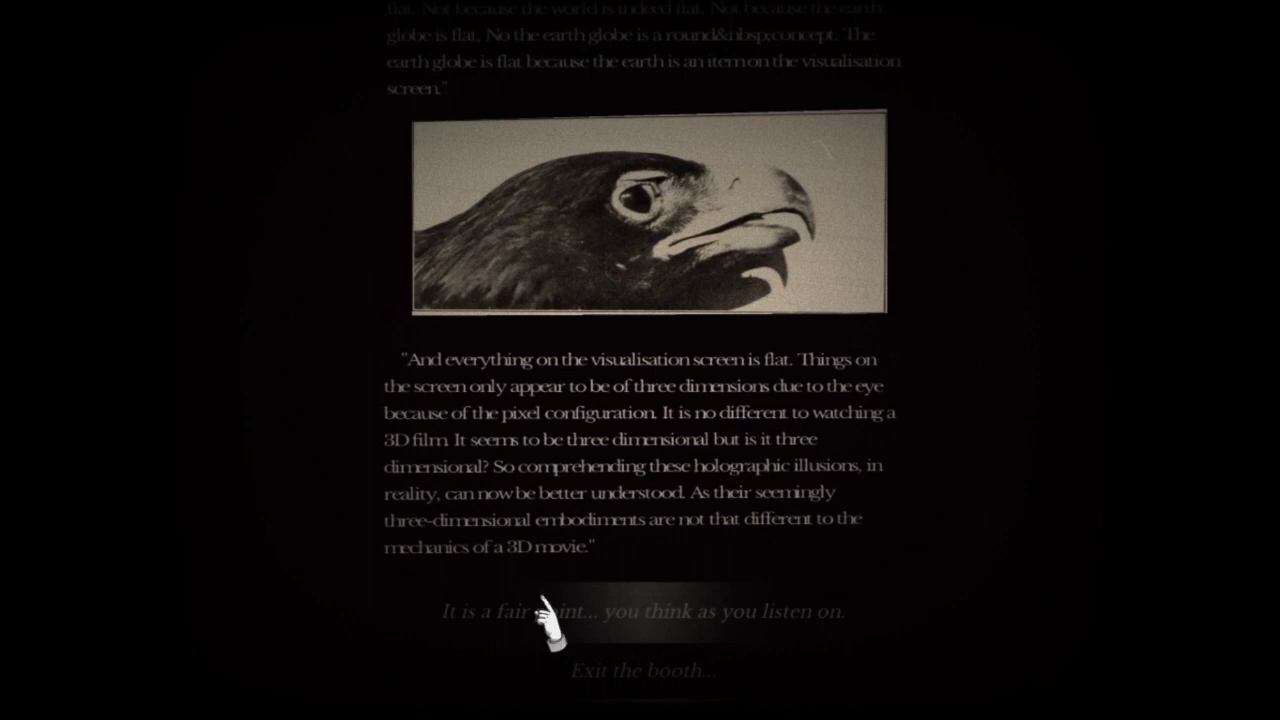 flat. Not because the world is indeed flat. Not because the earth
globe is flat, No the earth globe is a round&nbsp;concept. The
earth globe is flat because the earth is an item on the visualisation
screen."
"And everything on the visualisation screen is flat. Things on
the screen only appear to be of three dimensions due to the eye
because of the pixel configuration. It is no different to watching a
3D film. It seems to be three dimensional but is it three
dimensional? So comprehending these holographic illusions, in
reality, can now be better understood. As their seemingly
three-dimensional embodiments are not that different to the
mechanics of a 3D movie."
It is a fair point... you think as you listen on.
Exit the booth...